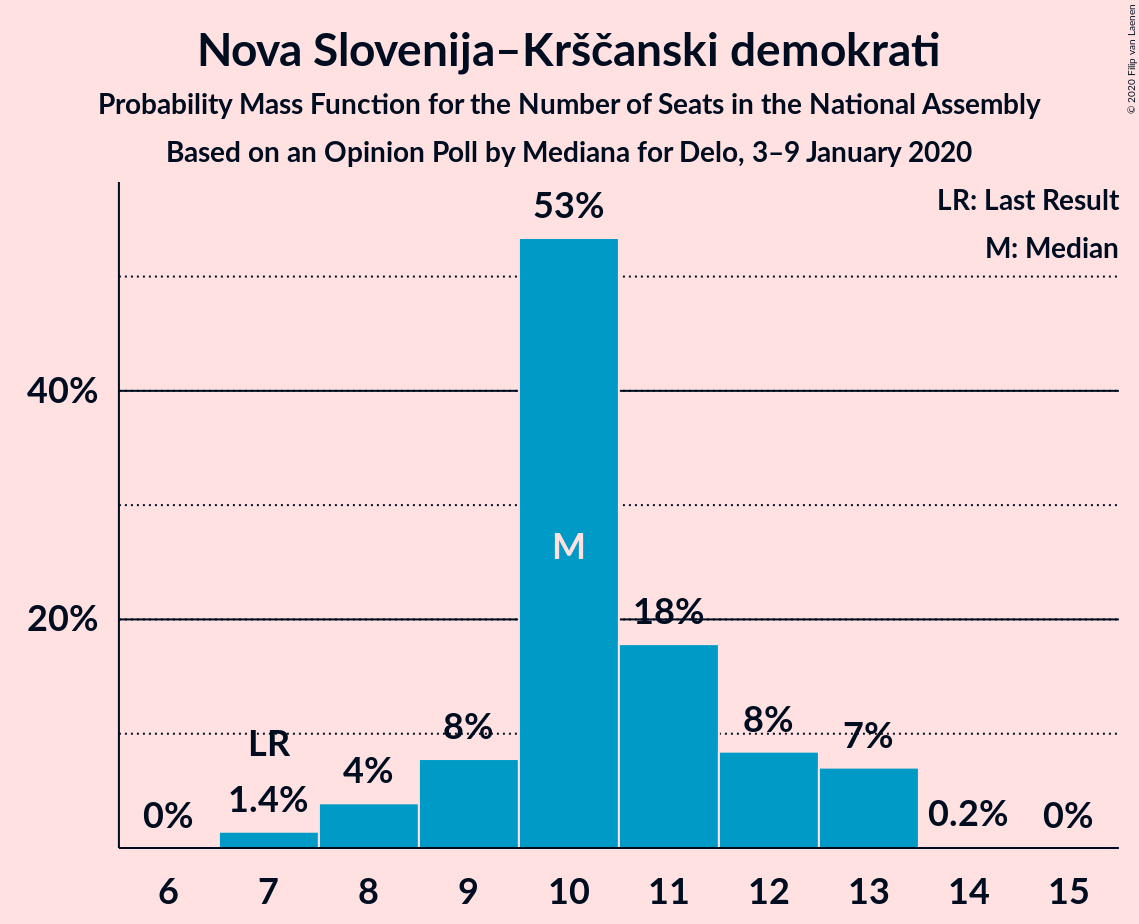 Nova Slovenija–Krščanski demokrati
Probability Mass Function for the Number of Seats in the National Assembly
Based on an Opinion Poll by Mediana for Delo, 3–9 January 2020
© 2020 Filip van Laenen
LR: Last Result
M: Median
53%
40%
M
20%
18%
LR
8%
8%
7%
4%
1.4%
0%
0.2%
0%
6 7 8 9 10 11 12 13 14 15